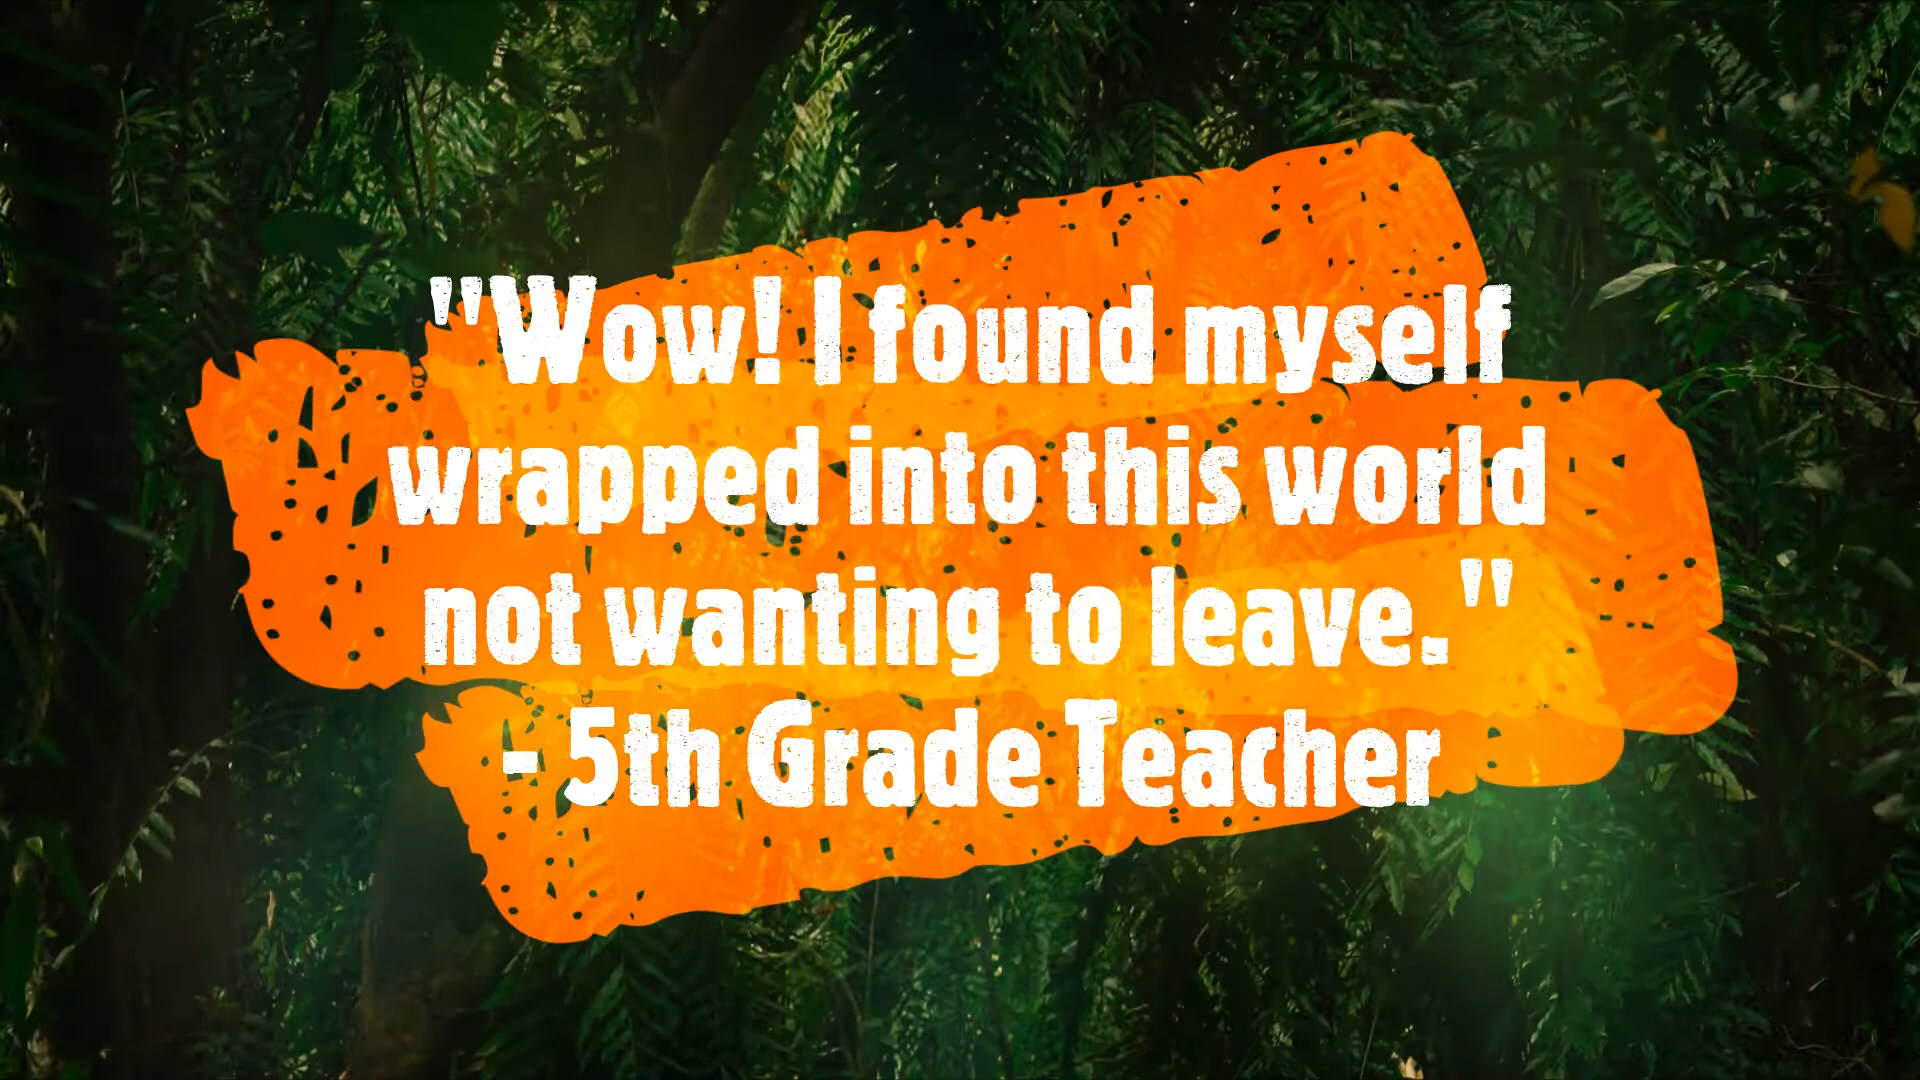 "Wow! I found myself
wrapped into this world
not wanting to leave."
- 5th Grade Teacher